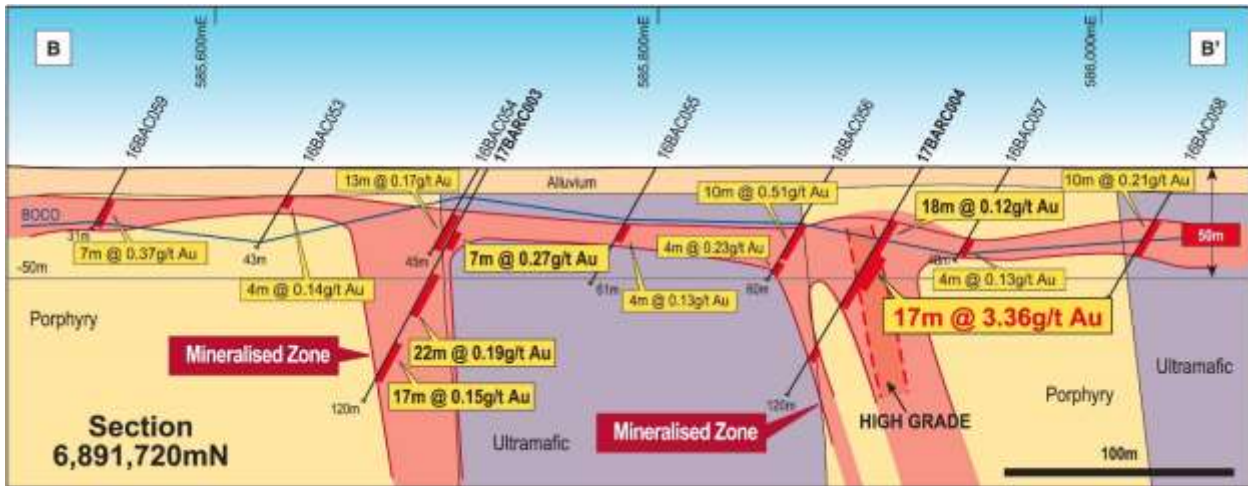 B
585,600mE
585,800mE
586,000mE
B'
16BAC059
16BAC053
16BAC054
17BARC003
16BAC055
16BAC056
17BARC004
16BAC057
16BAC058
13m @ 0.17g/t Au
Alluvium
10m @ 0.51g/t Au
18m @ 0.12g/t Au
10m @ 0.21g/t Au
BOCO
31m
7m @ 0.37g/t Au
43m
45m
7m @ 0.27g/t Au
4m @ 0.23g/t Au
50m
-50m
4m @ 0.14g/t Au
61m
4m @ 0.13g/t Au
60m
4m @ 0.13g/t Au
Porphyry
17m @ 3.36g/t Au
Mineralised Zone
22m @ 0.19g/t Au
17m @ 0.15g/t Au
120m
120m
Ultramafic
Porphyry
HIGH GRADE
Section
6,891,720mN
Ultramafic
Mineralised Zone
100m